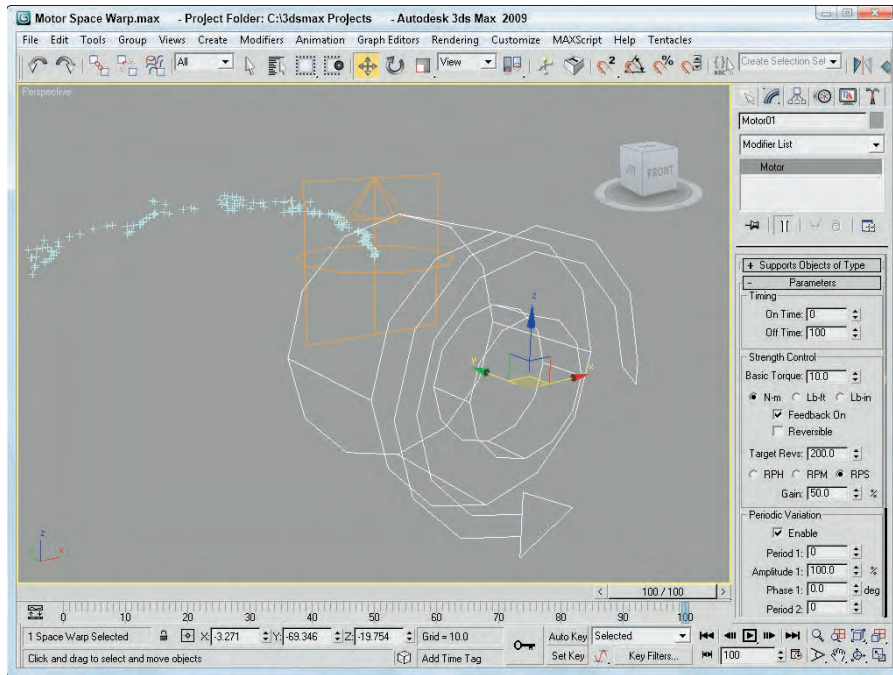 Motor Space Warp.max - Project Folder: C:\3dsmax Projects - Autodesk 3ds Max 2009
File Edit Tools Group Views Create Modifiers Animation Graph Editors Rendering Customize MAXScript Help Tentacles
All View Create Selection Set
Perspective
Motor01
Modifier List
Motor
FRONT
z
y
x
+ Supports Objects of Type
- Parameters
Timing
On Time: 0
Off Time: 100
Strength Control
Basic Torque: 10.0
N-m Lb-ft Lb-in
Feedback On
Reversible
Target Revs: 200.0
RPH RPM RPS
Gain: 50.0 %
Periodic Variation
Enable
Period 1: 0
Amplitude 1: 100.0 %
Phase 1: 0.0 deg
Period 2: 0
z
x
< 100 / 100 >
0 10 20 30 40 50 60 70 80 90 100
1 Space Warp Selected X: -3.271 Y: -69.346 Z: -19.754 Grid = 10.0 Auto Key Selected
Click and drag to select and move objects Add Time Tag Set Key Key Filters... 100